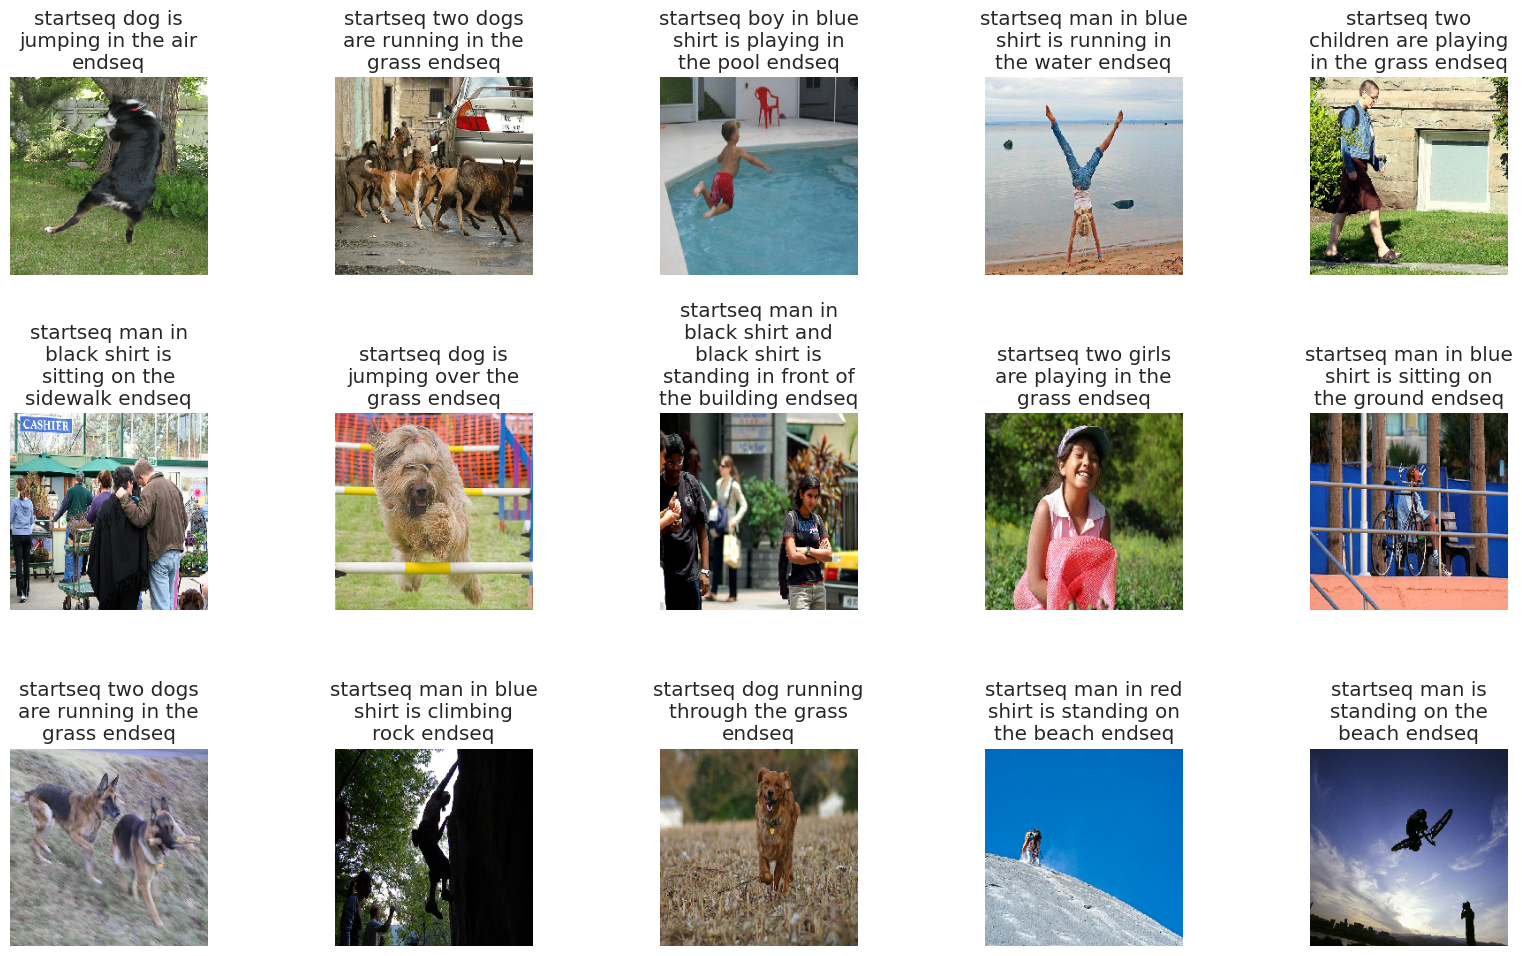 startseq dog is
jumping in the air
endseq
startseq two dogs
are running in the
grass endseq
startseq boy in blue
shirt is playing in
the pool endseq
startseq man in blue
shirt is running in
the water endseq
startseq two
children are playing
in the grass endseq
startseq man in
black shirt is
sitting on the
sidewalk endseq
startseq dog is
jumping over the
grass endseq
startseq man in
black shirt and
black shirt is
standing in front of
the building endseq
startseq two girls
are playing in the
grass endseq
startseq man in blue
shirt is sitting on
the ground endseq
CASHIER
startseq two dogs
are running in the
grass endseq
startseq man in blue
shirt is climbing
rock endseq
startseq dog running
through the grass
endseq
startseq man in red
shirt is standing on
the beach endseq
startseq man is
standing on the
beach endseq